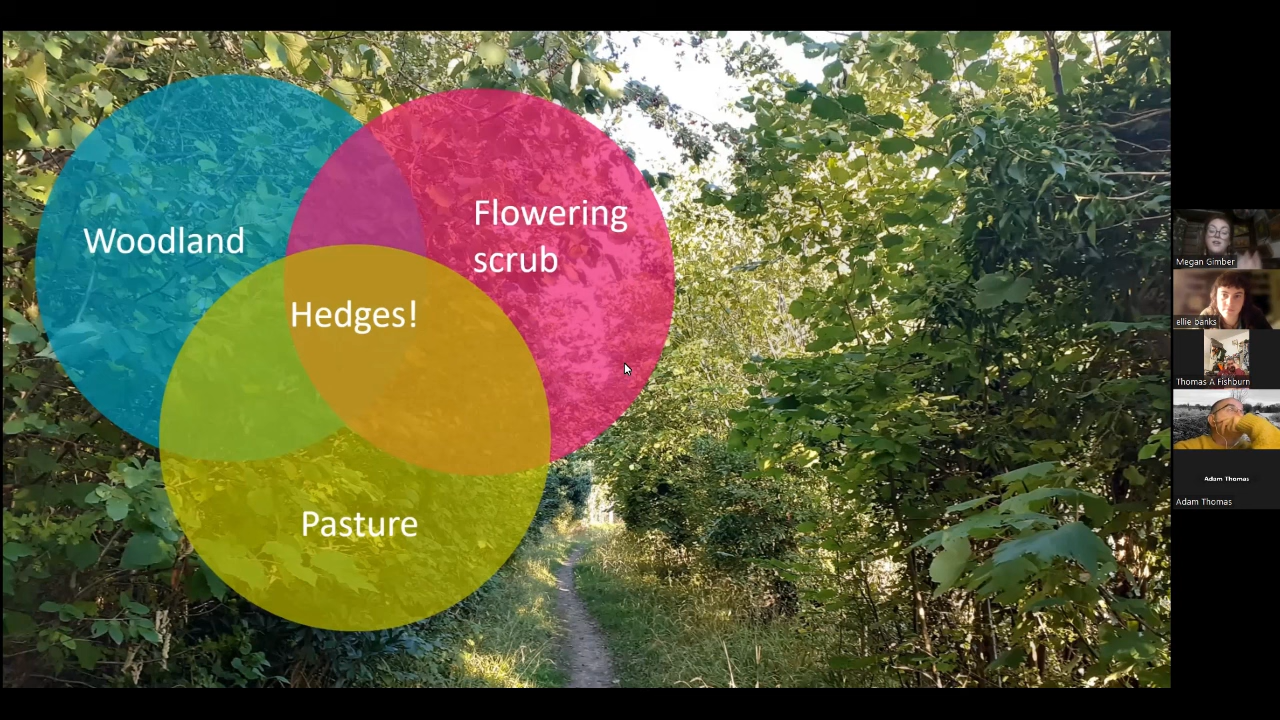 Woodland
Flowering
scrub
Hedges!
Pasture
Megan Gimber
ellie banks
Thomas A Fishburn
Adam Thomas
Adam Thomas